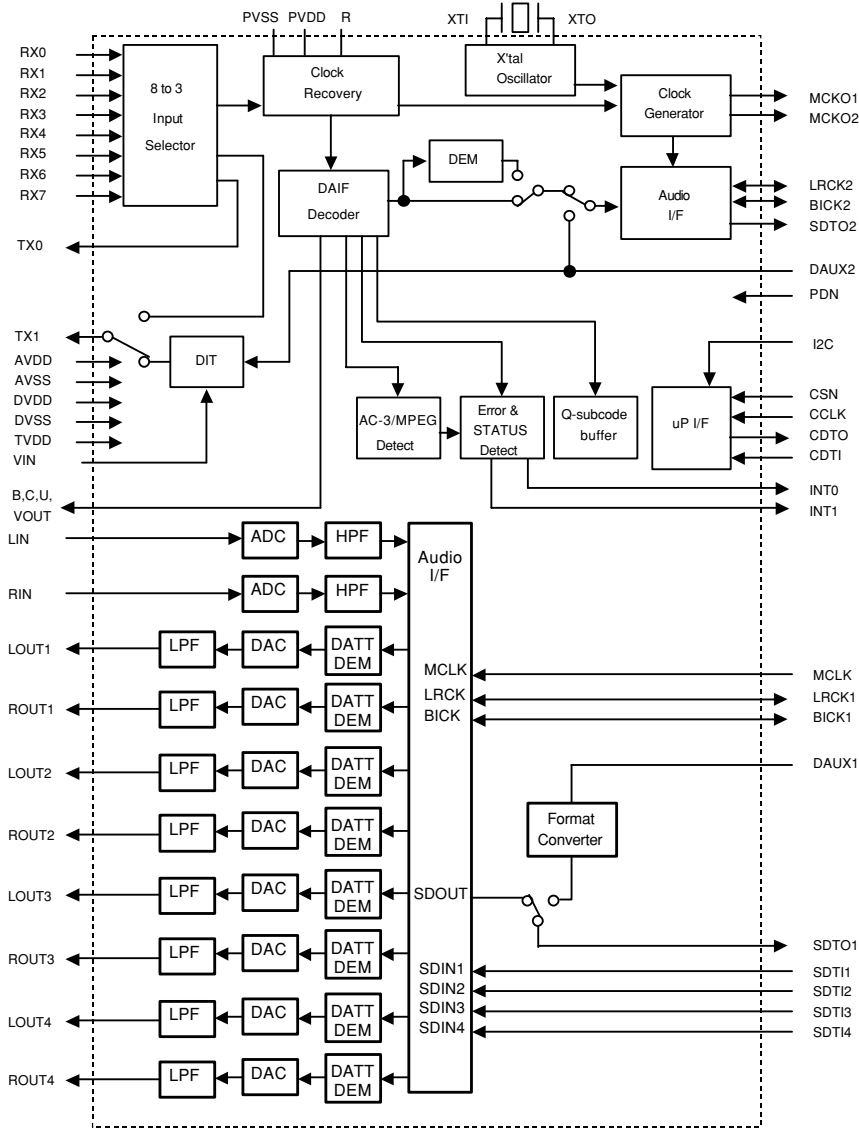 PVSS PVDD R XTI XTO
RX0
RX1
RX2
RX3
RX4
RX5
RX6
RX7
8 to 3
Input
Selector
Clock
Recovery
X'tal
Oscillator
Clock
Generator
MCKO1
MCKO2
DEM
DAIF
Decoder
Audio
I/F
LRCK2
BICK2
SDTO2
TX0
DAUX2
PDN
TX1
AVDD
AVSS
DVDD
DVSS
TVDD
VIN
DIT
I2C
AC-3/MPEG
Detect
Error &
STATUS
Detect
Q-subcode
buffer
uP I/F
CSN
CCLK
CDTO
CDTI
INT0
INT1
B,C,U,
VOUT
LIN
ADC
HPF
Audio
I/F
RIN
ADC
HPF
LOUT1
LPF
DAC
DATT
DEM
MCLK
MCLK
ROUT1
LPF
DAC
DATT
DEM
LRCK
BICK
LRCK1
BICK1
LOUT2
LPF
DAC
DATT
DEM
DAUX1
ROUT2
LPF
DAC
DATT
DEM
Format
Converter
LOUT3
LPF
DAC
DATT
DEM
SDOUT
ROUT3
LPF
DAC
DATT
DEM
SDTO1
SDIN1
SDIN2
SDIN3
SDIN4
SDTI1
SDTI2
SDTI3
SDTI4
LOUT4
LPF
DAC
DATT
DEM
ROUT4
LPF
DAC
DATT
DEM